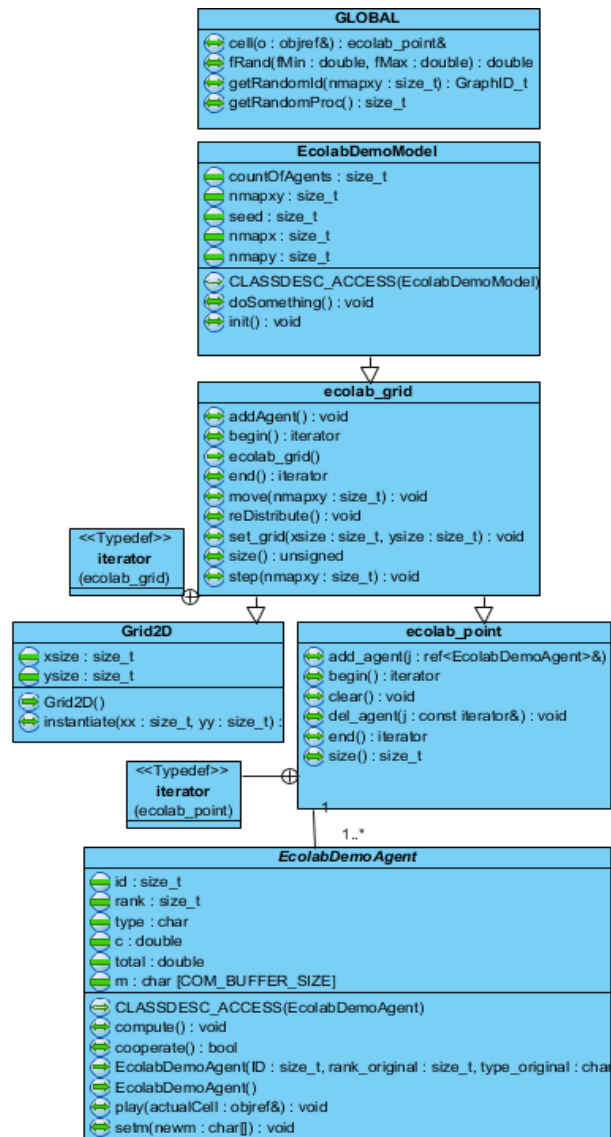 GLOBAL
cell(o : objref&) : ecolab_point&
fRand(fMin : double, fMax : double) : double
getRandomId(nmapxy : size_t) : GraphID_t
getRandomProc() : size_t
EcolabDemoModel
countOfAgents : size_t
nmapxy : size_t
seed : size_t
nmapx : size_t
nmapy : size_t
CLASSDESC_ACCESS(EcolabDemoModel)
doSomething() : void
init() : void
ecolab_grid
addAgent() : void
begin() : iterator
ecolab_grid()
end() : iterator
move(nmapxy : size_t) : void
reDistribute() : void
set_grid(xsize : size_t, ysize : size_t) : void
size() : unsigned
step(nmapxy : size_t) : void
<<Typedef>>
iterator
(ecolab_grid)
Grid2D
xsize : size_t
ysize : size_t
Grid2D()
instantiate(xx : size_t, yy : size_t) :
ecolab_point
add_agent(j : ref<EcolabDemoAgent>&)
begin() : iterator
clear() : void
del_agent(j : const iterator&) : void
end() : iterator
size() : size_t
<<Typedef>>
iterator
(ecolab_point)
1
1..*
EcolabDemoAgent
id : size_t
rank : size_t
type : char
c : double
total : double
m : char [COM_BUFFER_SIZE]
CLASSDESC_ACCESS(EcolabDemoAgent)
compute() : void
cooperate() : bool
EcolabDemoAgent(ID : size_t, rank_original : size_t, type_original : char
EcolabDemoAgent()
play(actualCell : objref&) : void
setm(newm : char[]) : void